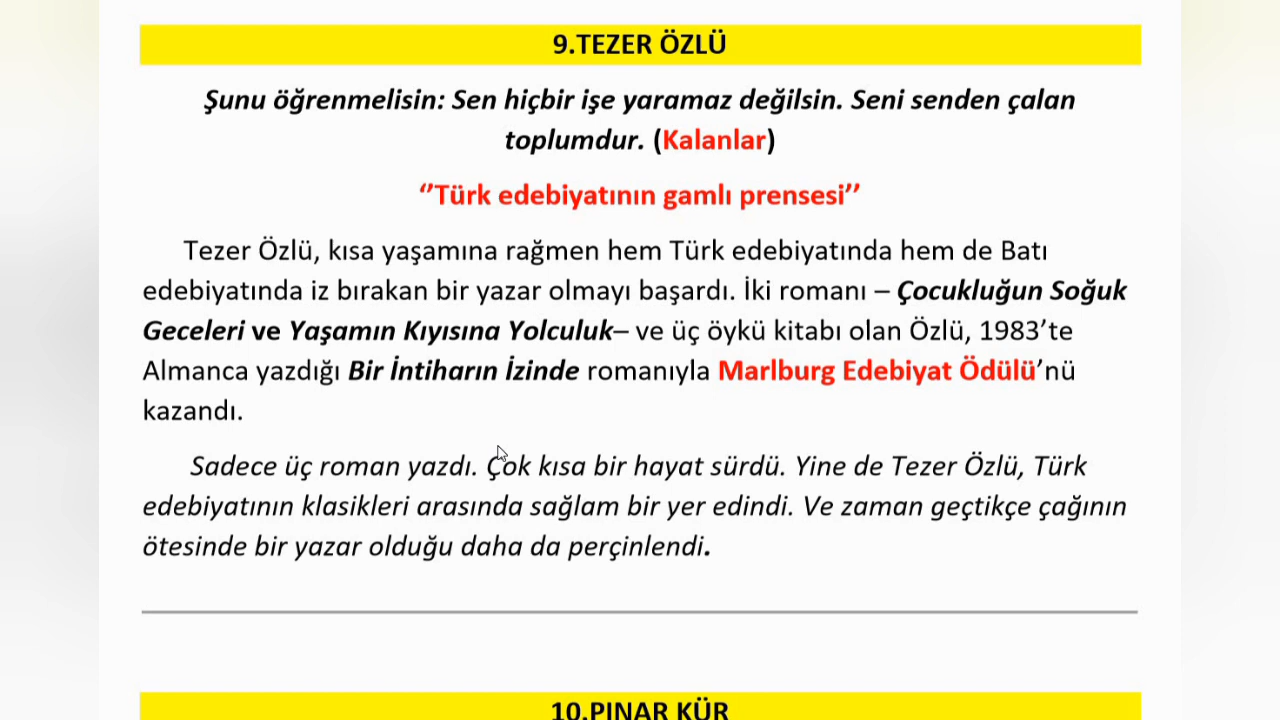 9.TEZER ÖZLÜ
Şunu öğrenmelisin: Sen hiçbir işe yaramaz değilsin. Seni senden çalan
toplumdur. (Kalanlar)
‘’Türk edebiyatının gamlı prensesi’’
Tezer Özlü, kısa yaşamına rağmen hem Türk edebiyatında hem de Batı
edebiyatında iz bırakan bir yazar olmayı başardı. İki romanı – Çocukluğun Soğuk
Geceleri ve Yaşamın Kıyısına Yolculuk– ve üç öykü kitabı olan Özlü, 1983’te
Almanca yazdığı Bir İntiharın İzinde romanıyla Marlburg Edebiyat Ödülü’nü
kazandı.
Sadece üç roman yazdı. Çok kısa bir hayat sürdü. Yine de Tezer Özlü, Türk
edebiyatının klasikleri arasında sağlam bir yer edindi. Ve zaman geçtikçe çağının
ötesinde bir yazar olduğu daha da perçinlendi.
10.PINAR KÜR